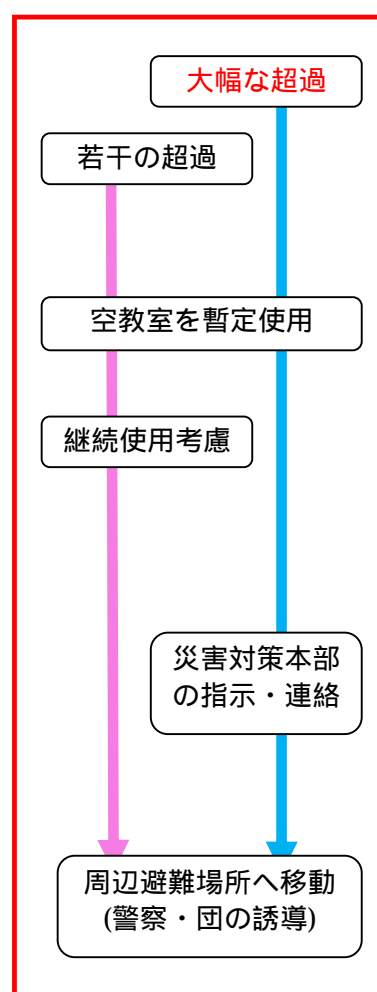 大幅な超過
若干の超過
空教室を暫定使用
継続使用考慮
災害対策本部
の指示・連絡
周辺避難場所へ移動
(警察・団の誘導)